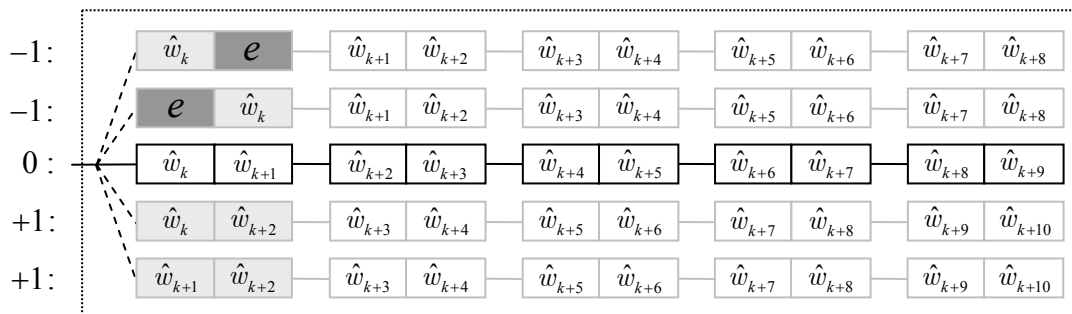 −1: ŵ_k e ŵ_{k+1} ŵ_{k+2} ŵ_{k+3} ŵ_{k+4} ŵ_{k+5} ŵ_{k+6} ŵ_{k+7} ŵ_{k+8}
-1: e ŵ_k ŵ_{k+1} ŵ_{k+2} ŵ_{k+3} ŵ_{k+4} ŵ_{k+5} ŵ_{k+6} ŵ_{k+7} ŵ_{k+8}
0: ŵ_k ŵ_{k+1} ŵ_{k+2} ŵ_{k+3} ŵ_{k+4} ŵ_{k+5} ŵ_{k+6} ŵ_{k+7} ŵ_{k+8} ŵ_{k+9}
+1: ŵ_k ŵ_{k+2} ŵ_{k+3} ŵ_{k+4} ŵ_{k+5} ŵ_{k+6} ŵ_{k+7} ŵ_{k+8} ŵ_{k+9} ŵ_{k+10}
+1: ŵ_{k+1} ŵ_{k+2} ŵ_{k+3} ŵ_{k+4} ŵ_{k+5} ŵ_{k+6} ŵ_{k+7} ŵ_{k+8} ŵ_{k+9} ŵ_{k+10}